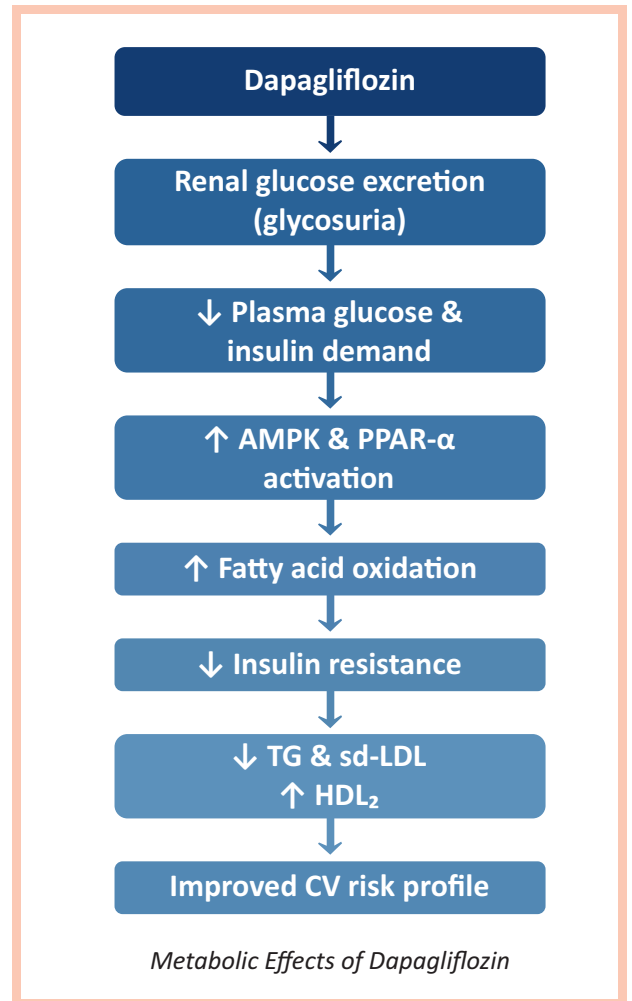 Dapagliflozin
Renal glucose excretion
(glycosuria)
↓ Plasma glucose &
insulin demand
↑ AMPK & PPAR-α
activation
↑ Fatty acid oxidation
↓ Insulin resistance
↓ TG & sd-LDL
↑ HDL₂
Improved CV risk profile
Metabolic Effects of Dapagliflozin